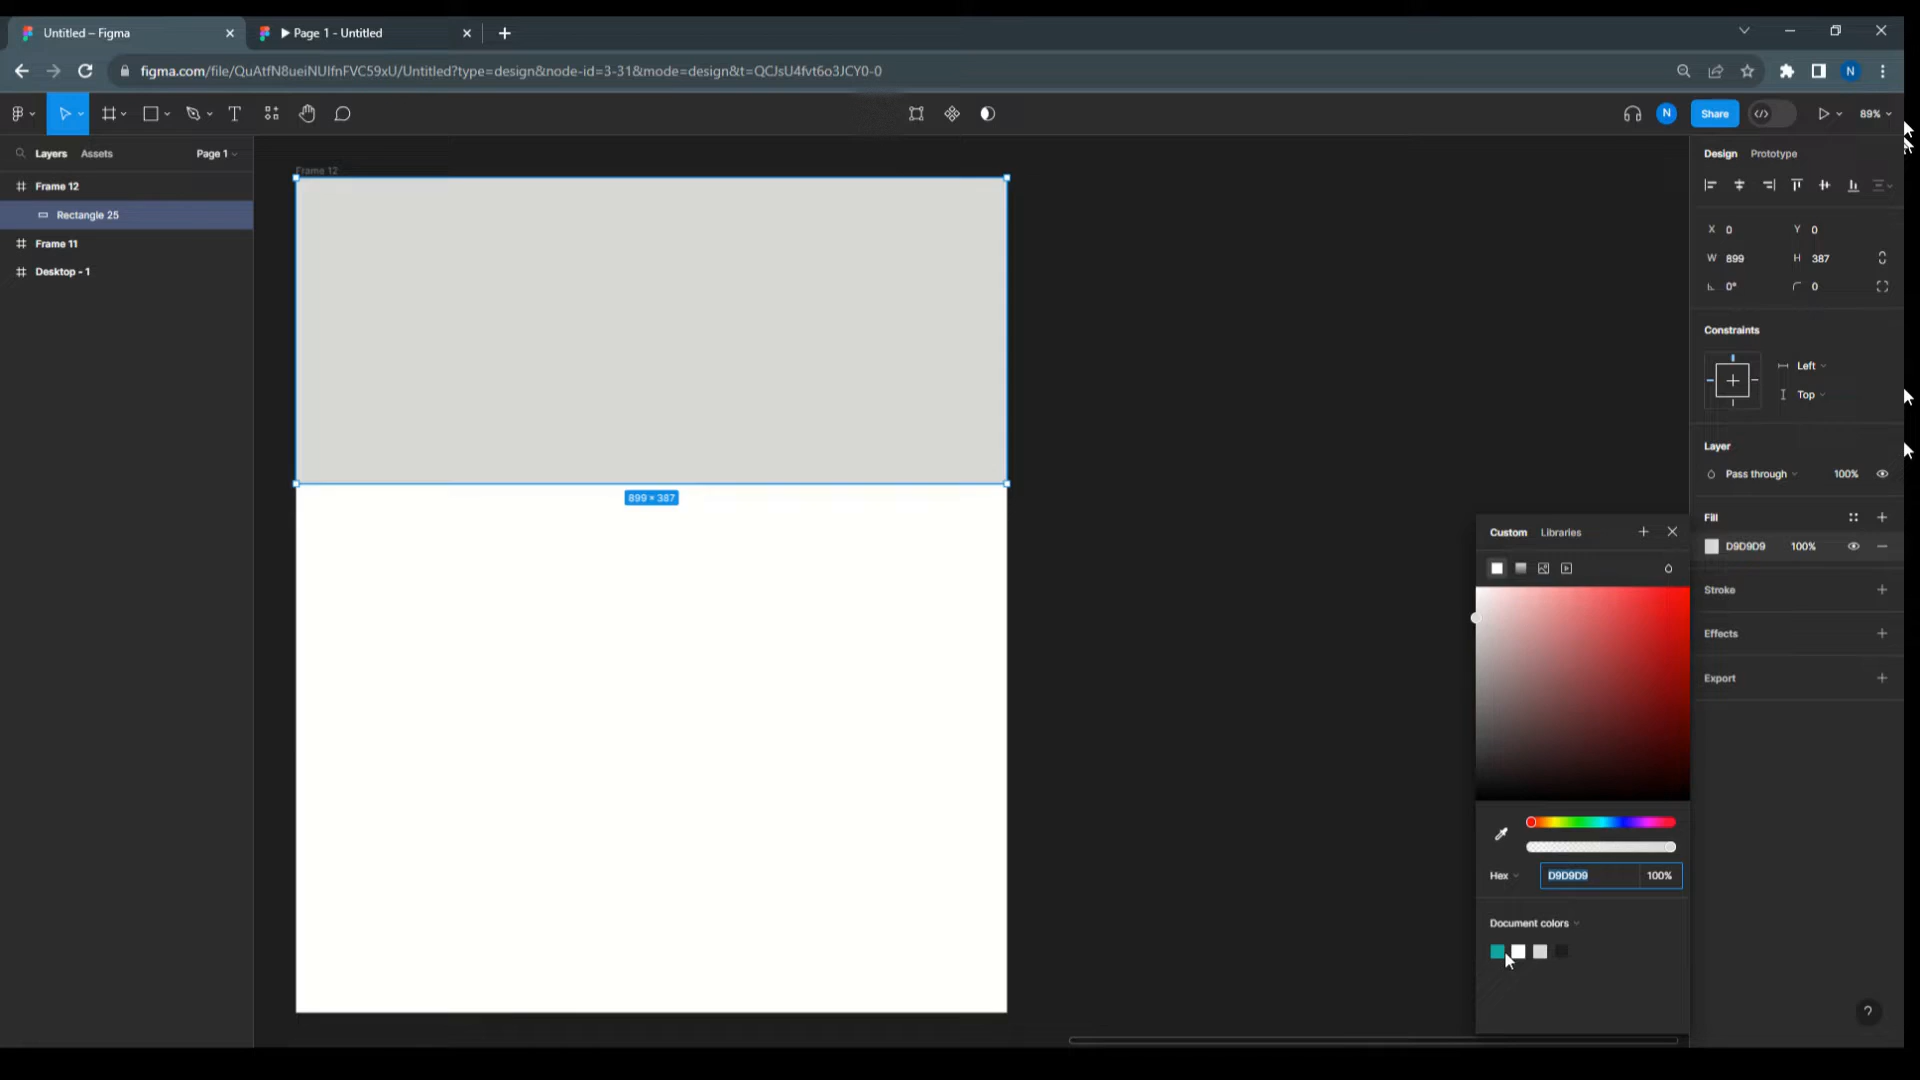 Untitled – Figma
Page 1 - Untitled
figma.com/file/QuAtfN8ueiNUIfnFVC59xU/Untitled?type=design&node-id=3-31&mode=design&t=QCJsU4fvt6o3JCY0-0
N
N
Share
89%
Layers
Assets
Page 1
Frame 12
Rectangle 25
Frame 11
Desktop - 1
Frame 12
899 × 387
Design
Prototype
X 0
Y 0
W 899
H 387
0°
0
Constraints
Left
Top
Layer
Pass through
100%
Fill
D9D9D9
100%
Stroke
Effects
Export
Custom
Libraries
Hex
D9D9D9
100%
Document colors
?